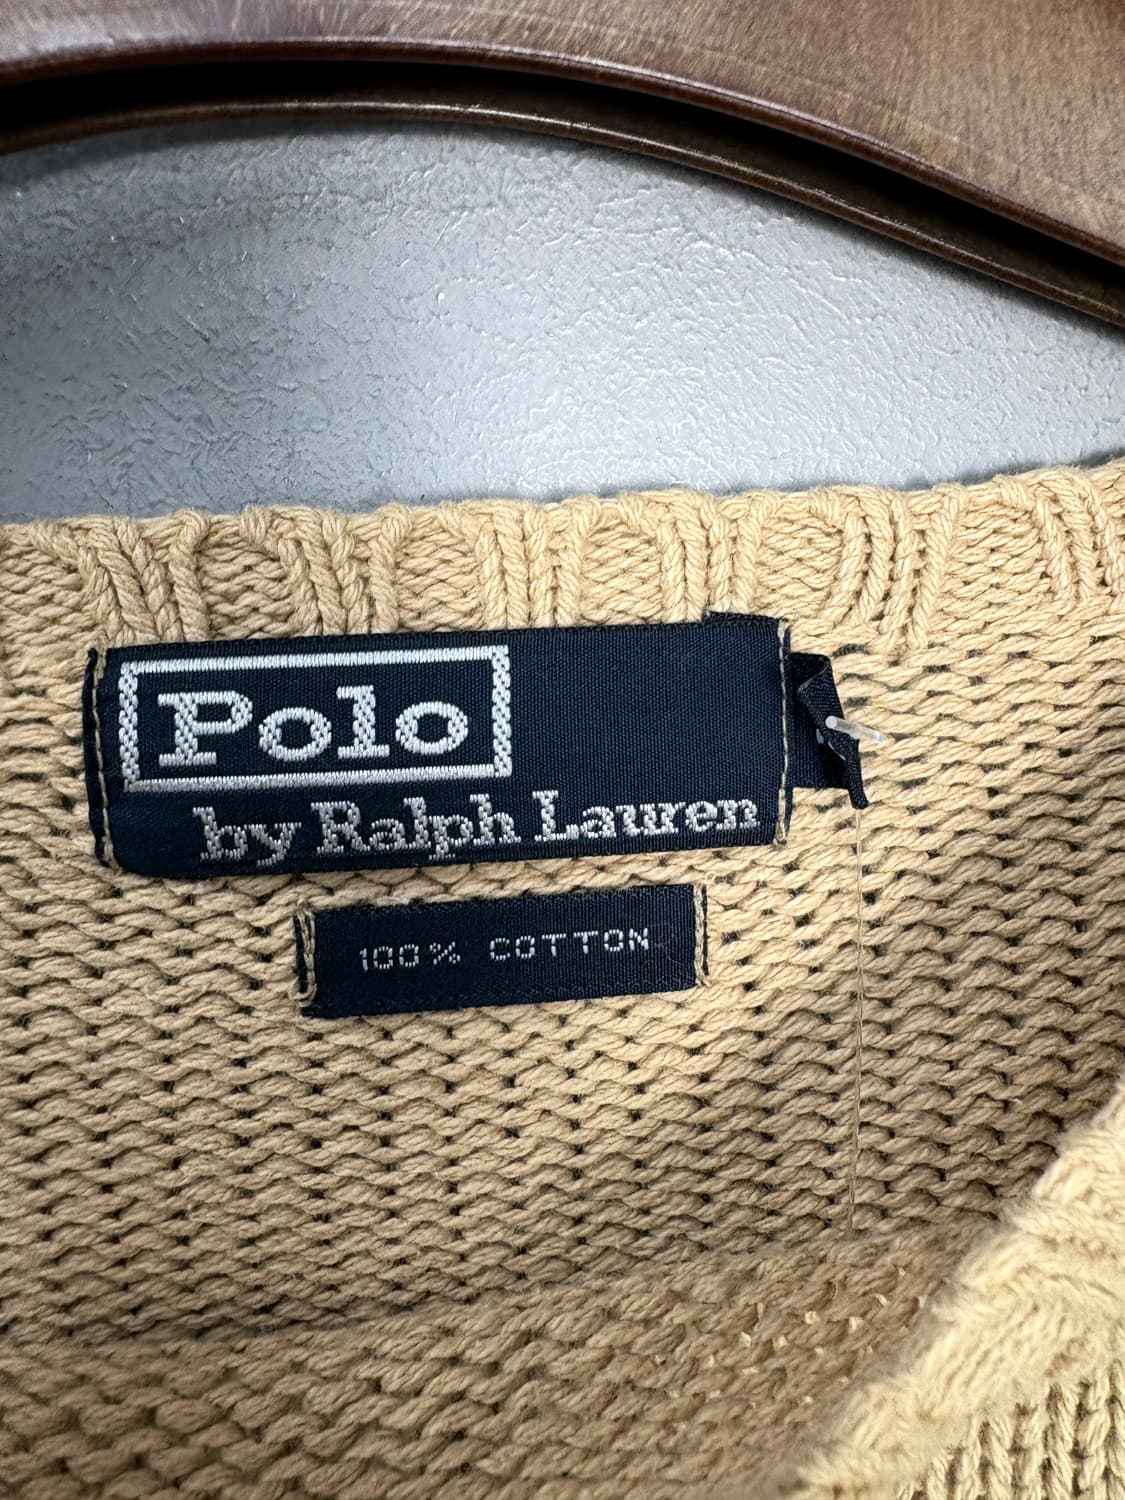 Polo
by Ralph Lauren
100% COTTON